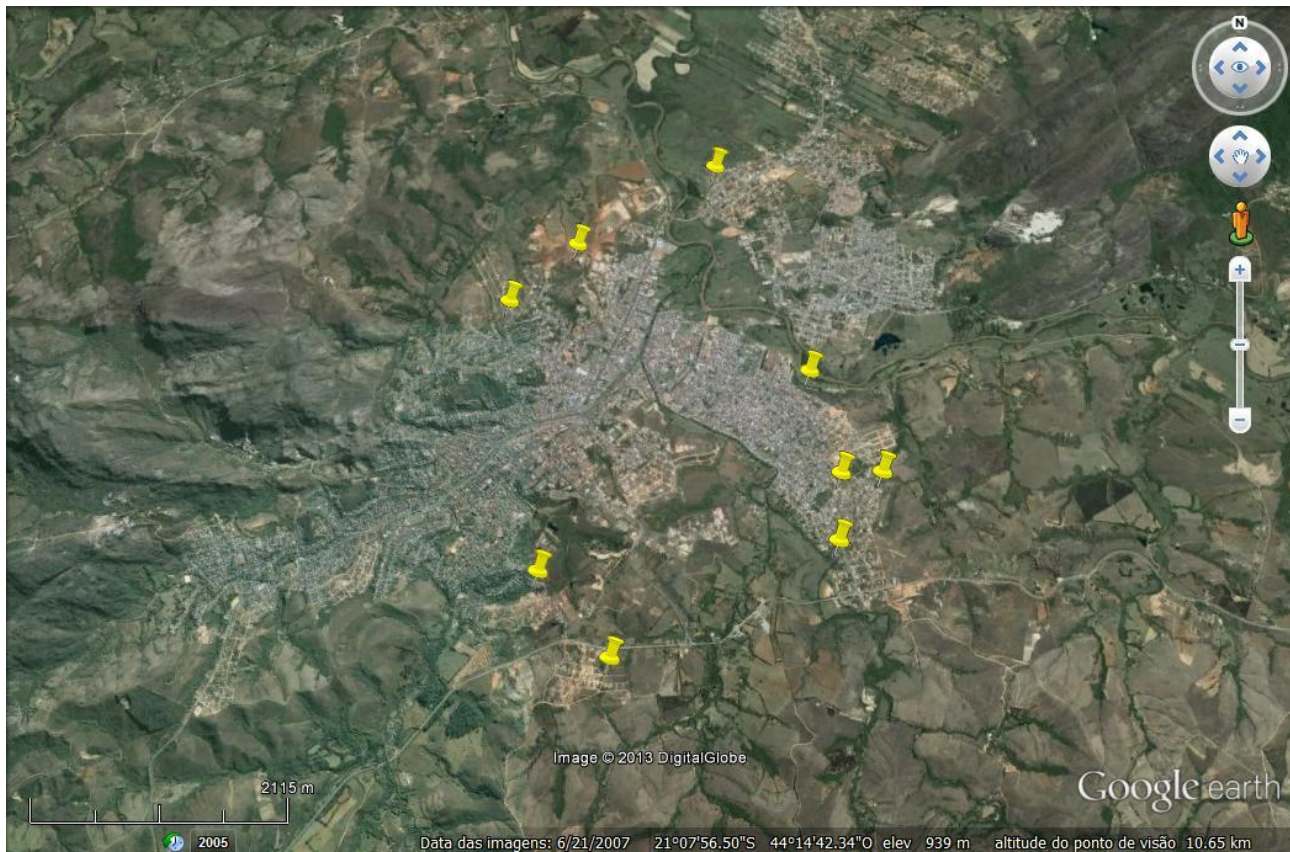 N
Image © 2013 DigitalGlobe
Google earth
2115 m
2005
Data das imagens: 6/21/2007 21°07'56.50"S 44°14'42.34"O elev 939 m altitude do ponto de visão 10.65 km